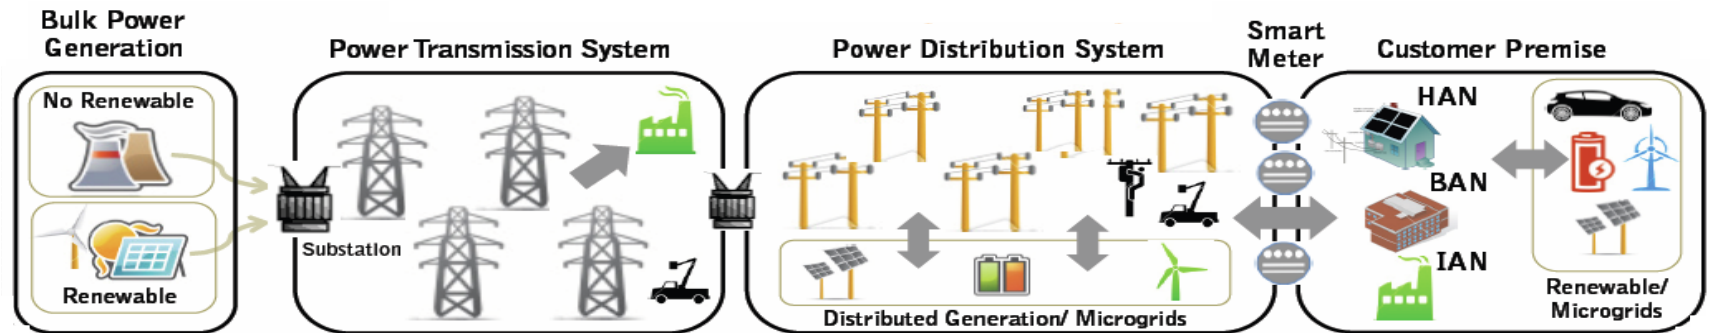 Bulk Power
Generation
No Renewable
Renewable
Power Transmission System
Substation
Power Distribution System
Distributed Generation/ Microgrids
Smart
Meter
Customer Premise
HAN
BAN
IAN
Renewable/
Microgrids